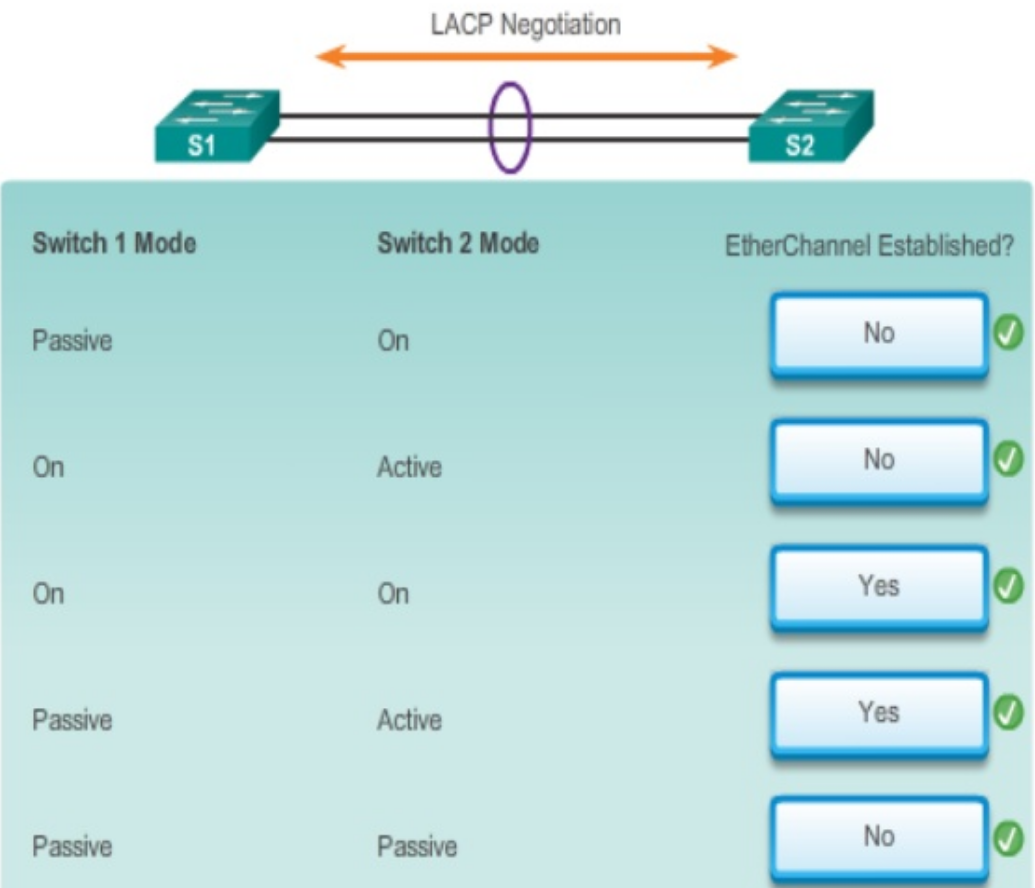 LACP Negotiation
S1 S2
Switch 1 Mode Switch 2 Mode EtherChannel Established?
Passive On No
On Active No
On On Yes
Passive Active Yes
Passive Passive No